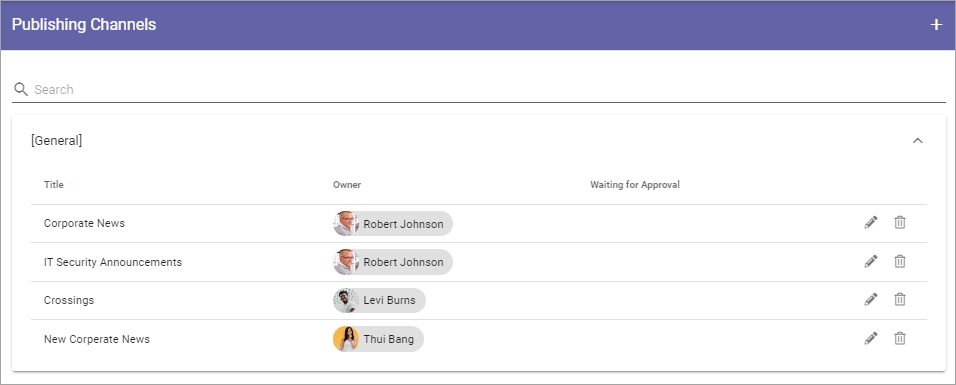 Publishing Channels
Search
[General]
Title Owner Waiting for Approval
Corporate News Robert Johnson
IT Security Announcements Robert Johnson
Crossings Levi Burns
New Corperate News Thui Bang